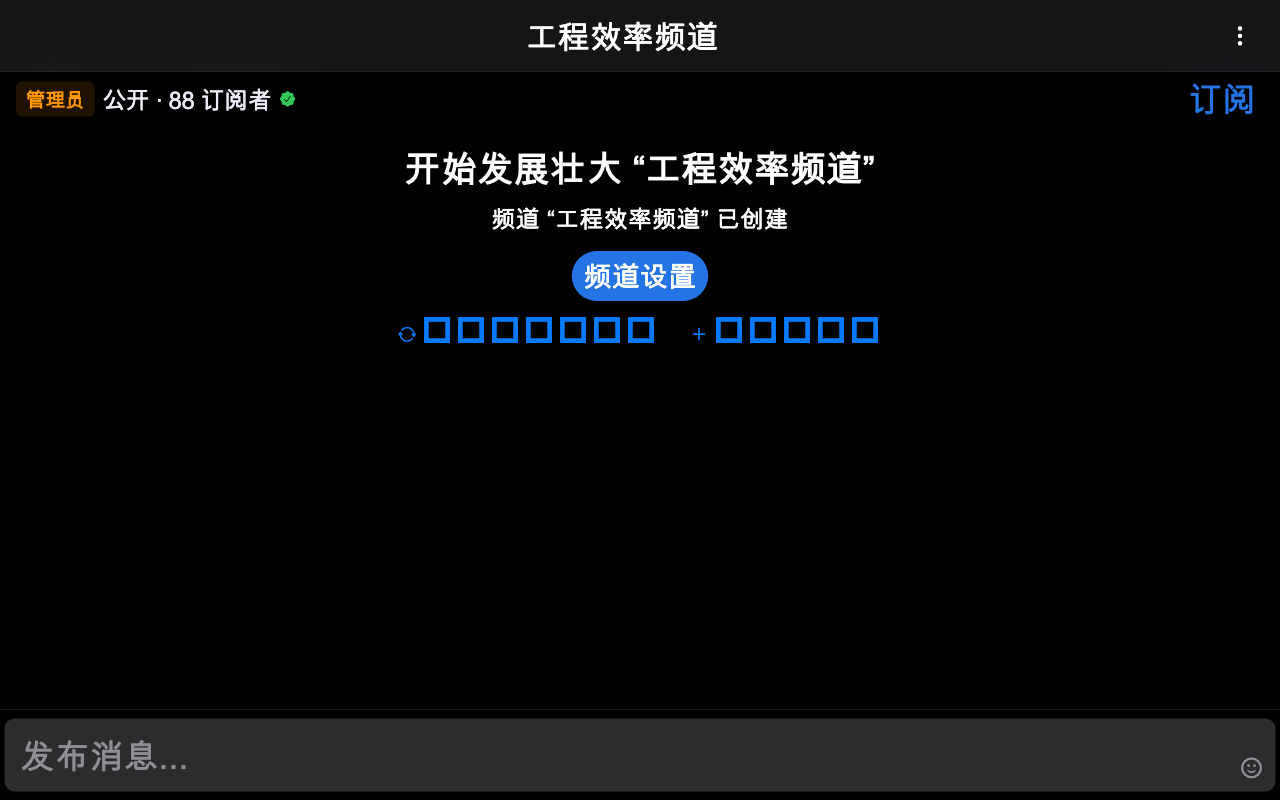 工程效率频道
管理员 公开 · 88 订阅者
订阅
开始发展壮大 “工程效率频道”
频道 “工程效率频道” 已创建
频道设置
发布消息...